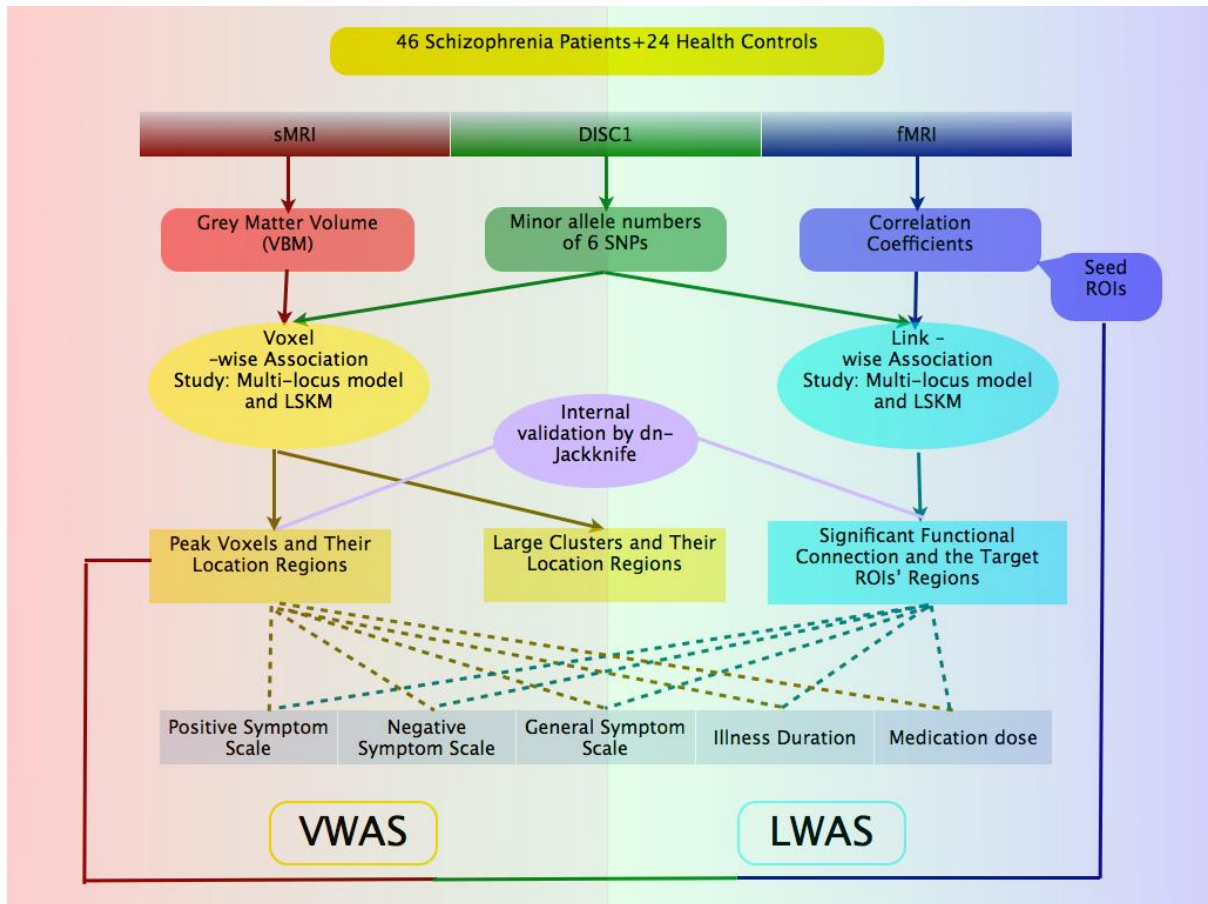 46 Schizophrenia Patients+24 Health Controls
sMRI
DISC1
fMRI
Grey Matter Volume
(VBM)
Minor allele numbers
of 6 SNPs
Correlation
Coefficients
Seed
ROIs
Voxel
-wise Association
Study: Multi-locus model
and LSKM
Link -
wise Association
Study: Multi-locus model
and LSKM
Internal
validation by dn-
Jackknife
Peak Voxels and Their
Location Regions
Large Clusters and Their
Location Regions
Significant Functional
Connection and the Target
ROIs' Regions
Positive Symptom
Scale
Negative
Symptom Scale
General Symptom
Scale
Illness Duration
Medication dose
VWAS
LWAS